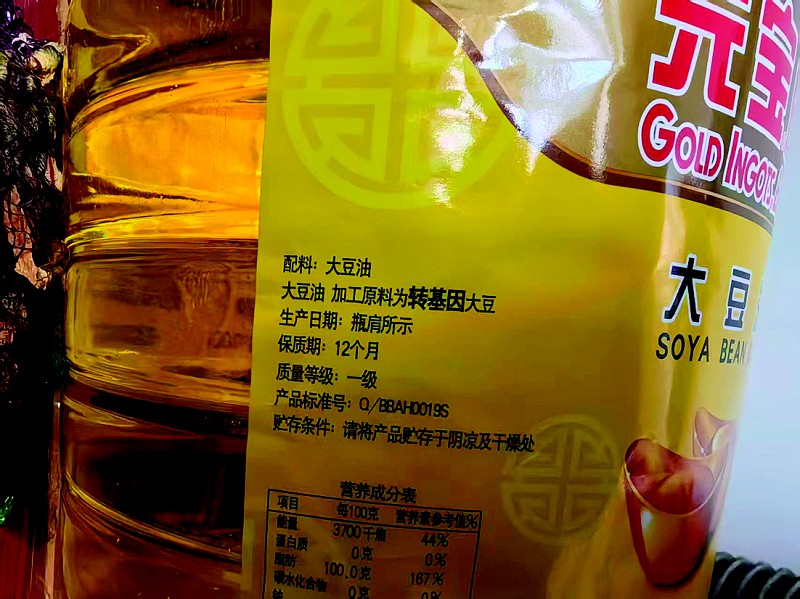 元宝
GOLD INGOTS
大豆
SOYA BEAN
配料：大豆油
大豆油 加工原料为转基因大豆
生产日期：瓶肩所示
保质期：12个月
质量等级：一级
产品标准号：Q/BBAH0019S
贮存条件：请将产品贮存于阴凉及干燥处
营养成分表
项目 每100克 营养素参考值%
能量 3700千焦 44%
蛋白质 0克 0%
脂肪 100.0克 167%
碳水化合物 0克 0%